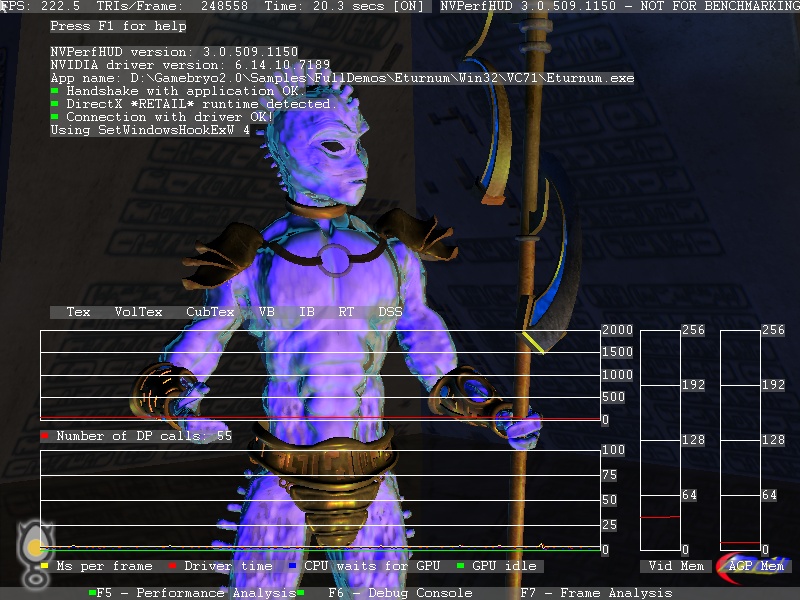 FPS: 222.5 TRIs/Frame: 248558 Time: 20.3 secs [ON] NVPerfHUD 3.0.509.1150 - NOT FOR BENCHMARKING
Press F1 for help
NVPerfHUD version: 3.0.509.1150
NVIDIA driver version: 6.14.10.7189
App name: D:\Gamebryo2.0\Samples\FullDemos\Eturnum\Win32\VC71\Eturnum.exe
Handshake with application OK.
DirectX *RETAIL* runtime detected.
Connection with driver OK!
Using SetWindowsHookExW 4
Tex VolTex CubTex VB IB RT DSS
2000 256 256
1500
1000 192 192
500
0
Number of DP calls: 55 128 128
100
75
50 64 64
25
0 0 0
Ms per frame Driver time CPU waits for GPU GPU idle Vid Mem AGP Mem
F5 - Performance Analysis F6 - Debug Console F7 - Frame Analysis